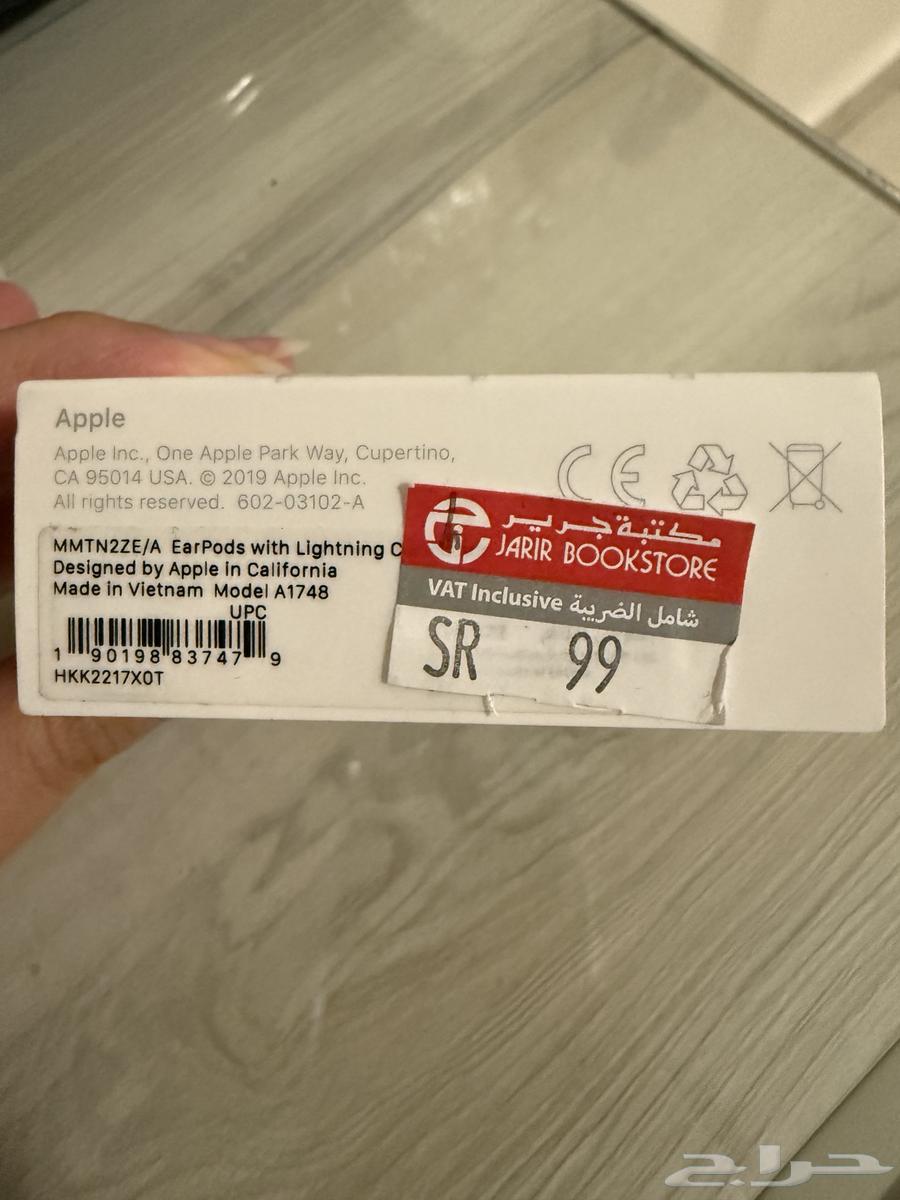 Apple
Apple Inc., One Apple Park Way, Cupertino,
CA 95014 USA. © 2019 Apple Inc.
All rights reserved. 602-03102-A
CE
MMTN2ZE/A EarPods with Lightning C
Designed by Apple in California
Made in Vietnam Model A1748
UPC
1 90198 83747 9
HKK2217X0T
مكتبة جرير
JARIR BOOKSTORE
VAT Inclusive شامل الضريبة
SR 99
حراج